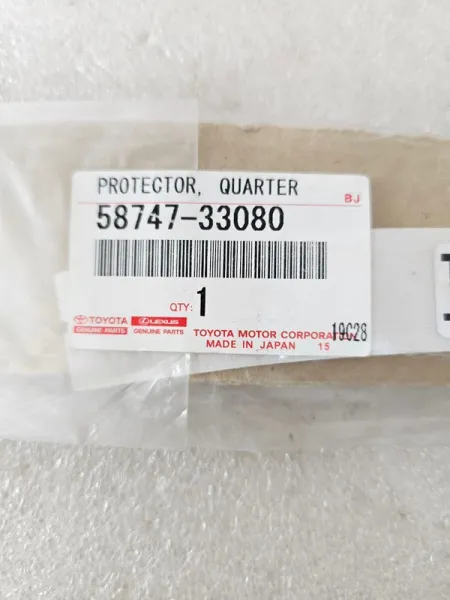 PROTECTOR, QUARTER
BJ
58747-33080
QTY: 1
TOYOTA
GENUINE PARTS
LEXUS
GENUINE PARTS
TOYOTA MOTOR CORPORA
19C28
MADE IN JAPAN 15